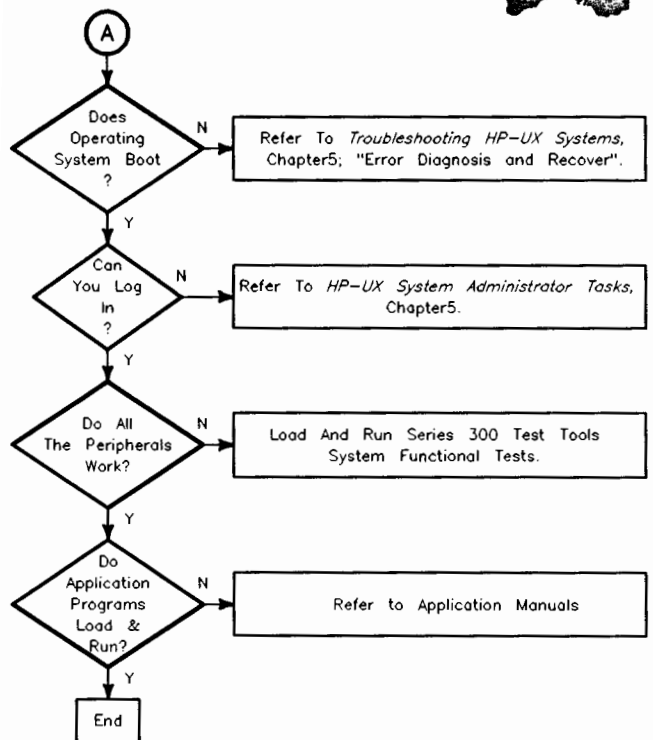 A
Does
Operating
System Boot
?
N
Refer To Troubleshooting HP-UX Systems,
Chapter5; "Error Diagnosis and Recover".
Y
Can
You Log
In
?
N
Refer To HP-UX System Administrator Tasks,
Chapter5.
Y
Do All
The Peripherals
Work?
N
Load And Run Series 300 Test Tools
System Functional Tests.
Y
Do
Application
Programs
Load &
Run?
N
Refer to Application Manuals
Y
End